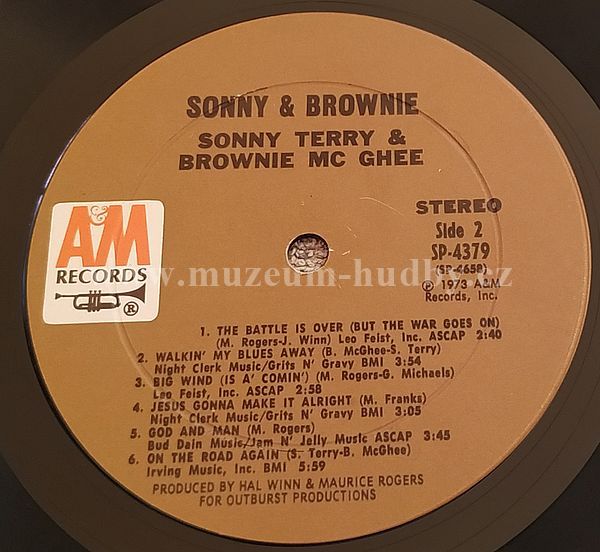 SONNY & BROWNIE
SONNY TERRY &
BROWNIE MC GHEE
A&M
RECORDS
®
STEREO
Side 2
SP-4379
(SP-4658)
℗ 1973 A&M
Records, Inc.
www.muzeum-hudby.cz
1. THE BATTLE IS OVER (BUT THE WAR GOES ON)
(M. Rogers-J. Winn) Leo Feist, Inc. ASCAP 2:40
2. WALKIN' MY BLUES AWAY (B. McGhee-S. Terry)
Night Clerk Music/Grits N' Gravy BMI 3:54
3. BIG WIND (IS A' COMIN') (M. Rogers-G. Michaels)
Leo Feist, Inc. ASCAP 2:58
4. JESUS GONNA MAKE IT ALRIGHT (M. Franks)
Night Clerk Music/Grits N' Gravy BMI 3:05
5. GOD AND MAN (M. Rogers)
Bud Dain Music/Jam N' Jelly Music ASCAP 3:45
6. ON THE ROAD AGAIN (S. Terry-B. McGhee)
Irving Music, Inc. BMI 5:59
PRODUCED BY HAL WINN & MAURICE ROGERS
FOR OUTBURST PRODUCTIONS